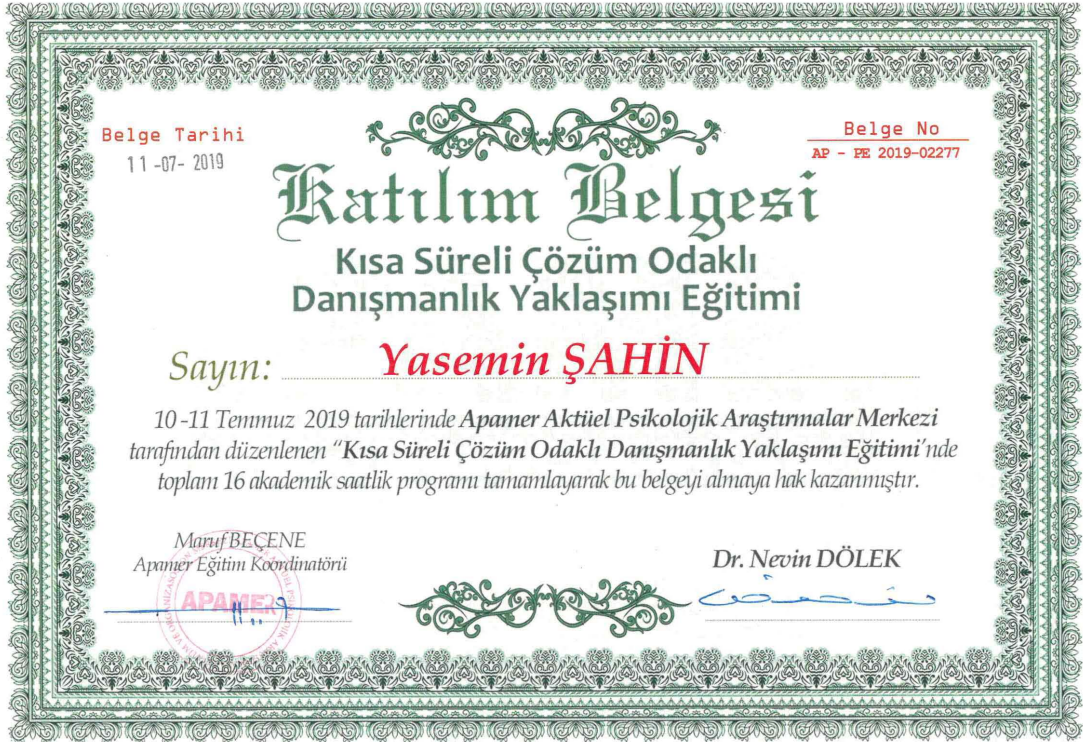 Belge Tarihi
11-07-2019
Belge No
AP - PE 2019-02277
Katılım Belgesi
Kısa Süreli Çözüm Odaklı
Danışmanlık Yaklaşımı Eğitimi
Sayın: Yasemin ŞAHİN
10-11 Temmuz 2019 tarihlerinde Apamer Aktüel Psikolojik Araştırmalar Merkezi
tarafından düzenlenen “Kısa Süreli Çözüm Odaklı Danışmanlık Yaklaşımı Eğitimi’nde
toplam 16 akademik saatlik programı tamamlayarak bu belgeyi almaya hak kazanmıştır.
Maruf BEÇENE
Apamer Eğitim Koordinatörü
APAMER
Dr. Nevin DÖLEK